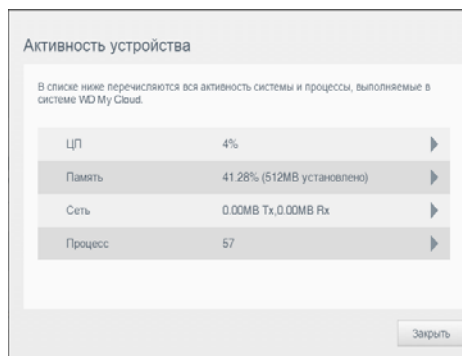 Активность устройства
В списке ниже перечисляются вся активность системы и процессы, выполняемые в
системе WD My Cloud.
ЦП 4%
Память 41.28% (512MB установлено)
Сеть 0.00MB Tx,0.00MB Rx
Процесс 57
Закрыть